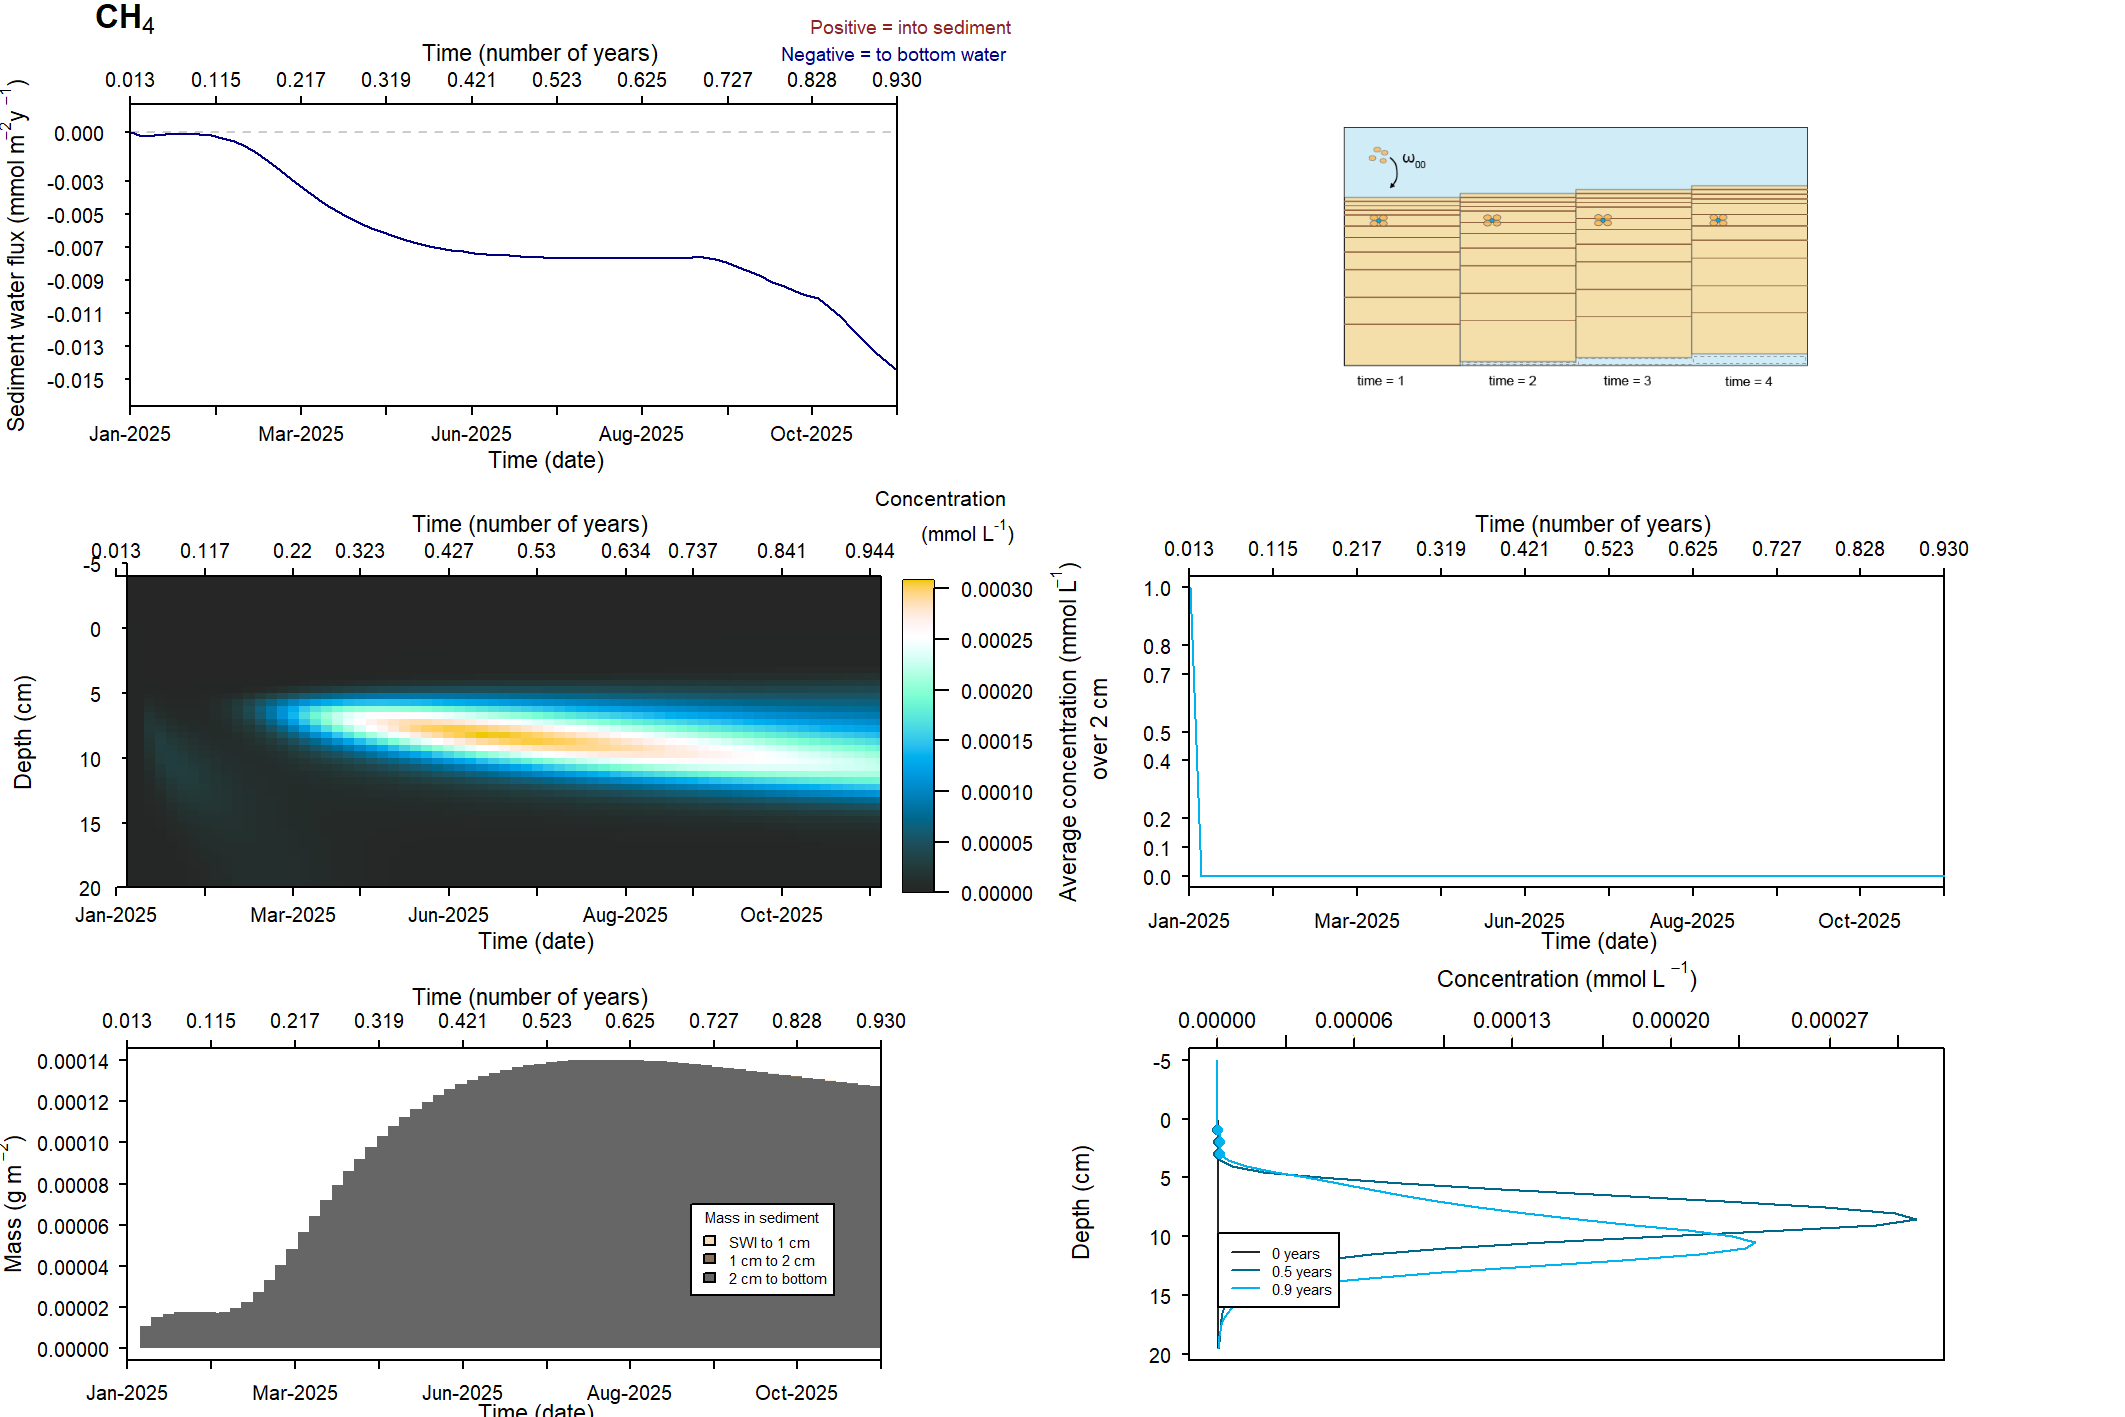 CH4
Positive = into sediment
Negative = to bottom water
Time (number of years)
0.013 0.115 0.217 0.319 0.421 0.523 0.625 0.727 0.828 0.930
Sediment water flux (mmol m−2y−1)
0.000
-0.003
-0.005
-0.007
-0.009
-0.011
-0.013
-0.015
Jan-2025 Mar-2025 Jun-2025 Aug-2025 Oct-2025
Time (date)
ω00
time = 1 time = 2 time = 3 time = 4
Concentration
(mmol L-1)
Time (number of years)
0.013 0.117 0.22 0.323 0.427 0.53 0.634 0.737 0.841 0.944
Depth (cm)
-5
0
5
10
15
20
Jan-2025 Mar-2025 Jun-2025 Aug-2025 Oct-2025
Time (date)
0.00030
0.00025
0.00020
0.00015
0.00010
0.00005
0.00000
Time (number of years)
0.013 0.115 0.217 0.319 0.421 0.523 0.625 0.727 0.828 0.930
Average concentration (mmol L−1)
over 2 cm
1.0
0.8
0.7
0.5
0.4
0.2
0.1
0.0
Jan-2025 Mar-2025 Jun-2025 Aug-2025 Oct-2025
Time (date)
Time (number of years)
0.013 0.115 0.217 0.319 0.421 0.523 0.625 0.727 0.828 0.930
Mass (g m−2)
0.00014
0.00012
0.00010
0.00008
0.00006
0.00004
0.00002
0.00000
Mass in sediment
SWI to 1 cm
1 cm to 2 cm
2 cm to bottom
Jan-2025 Mar-2025 Jun-2025 Aug-2025 Oct-2025
Time (date)
Concentration (mmol L −1)
0.00000 0.00006 0.00013 0.00020 0.00027
Depth (cm)
-5
0
5
10
15
20
0 years
0.5 years
0.9 years